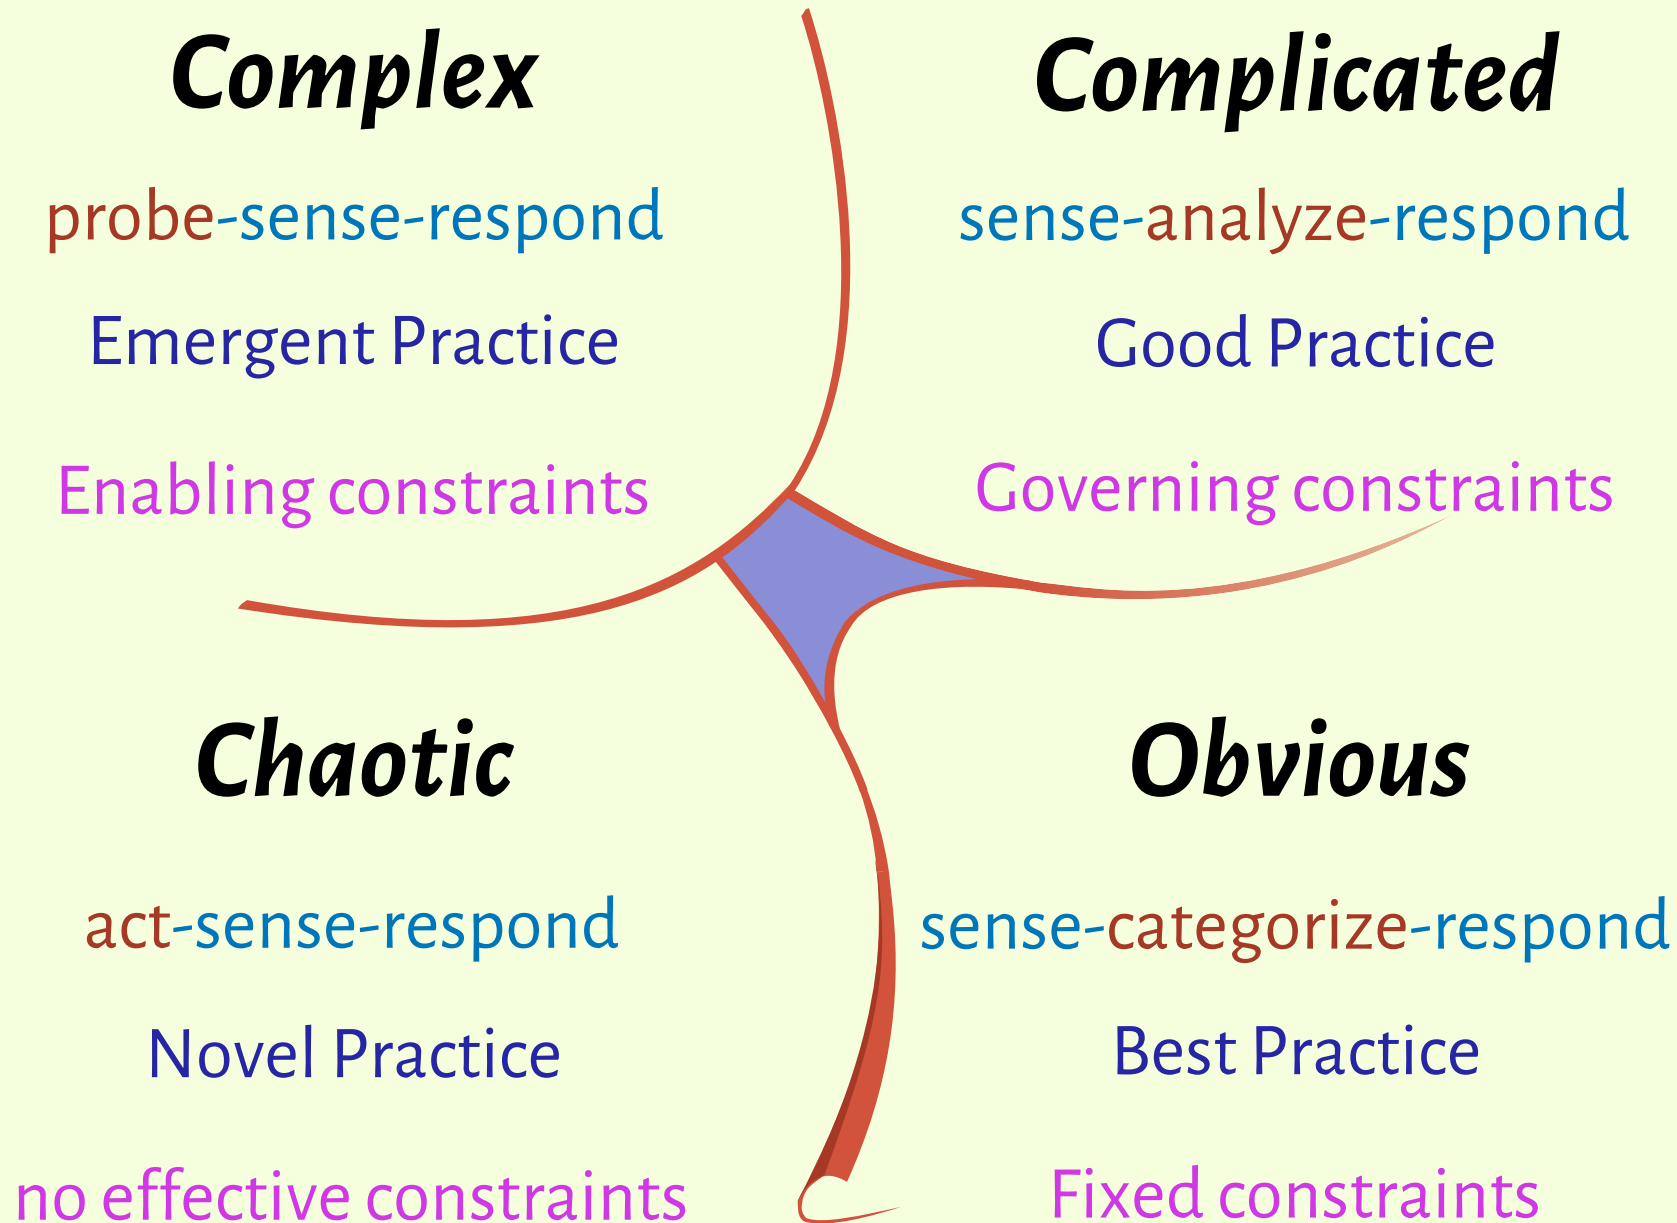 Complex
probe-sense-respond
Emergent Practice
Enabling constraints
Complicated
sense-analyze-respond
Good Practice
Governing constraints
Chaotic
act-sense-respond
Novel Practice
no effective constraints
Obvious
sense-categorize-respond
Best Practice
Fixed constraints